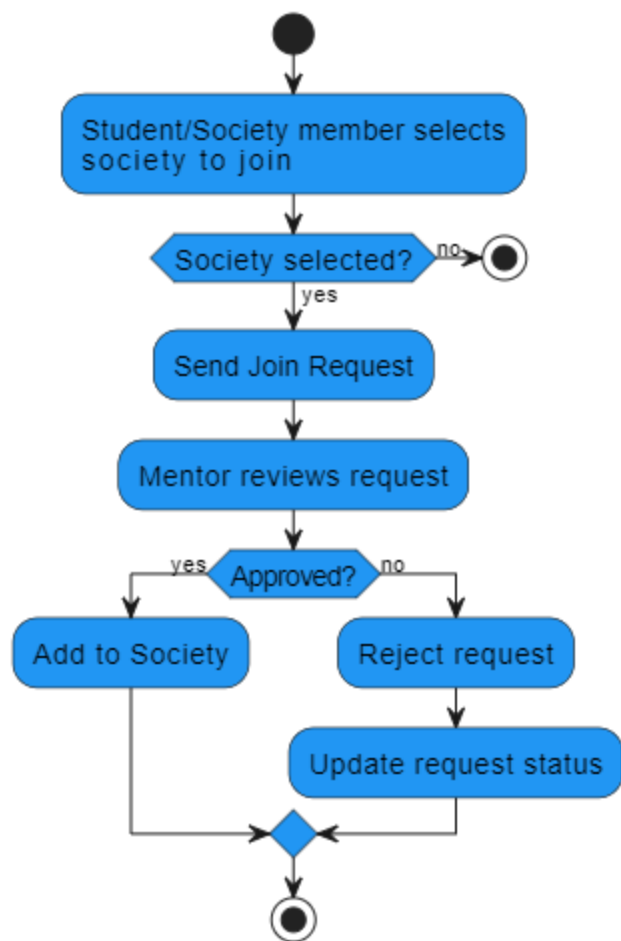 Student/Society member selects
society to join
Society selected?
no
yes
Send Join Request
Mentor reviews request
yes
Approved?
no
Add to Society
Reject request
Update request status